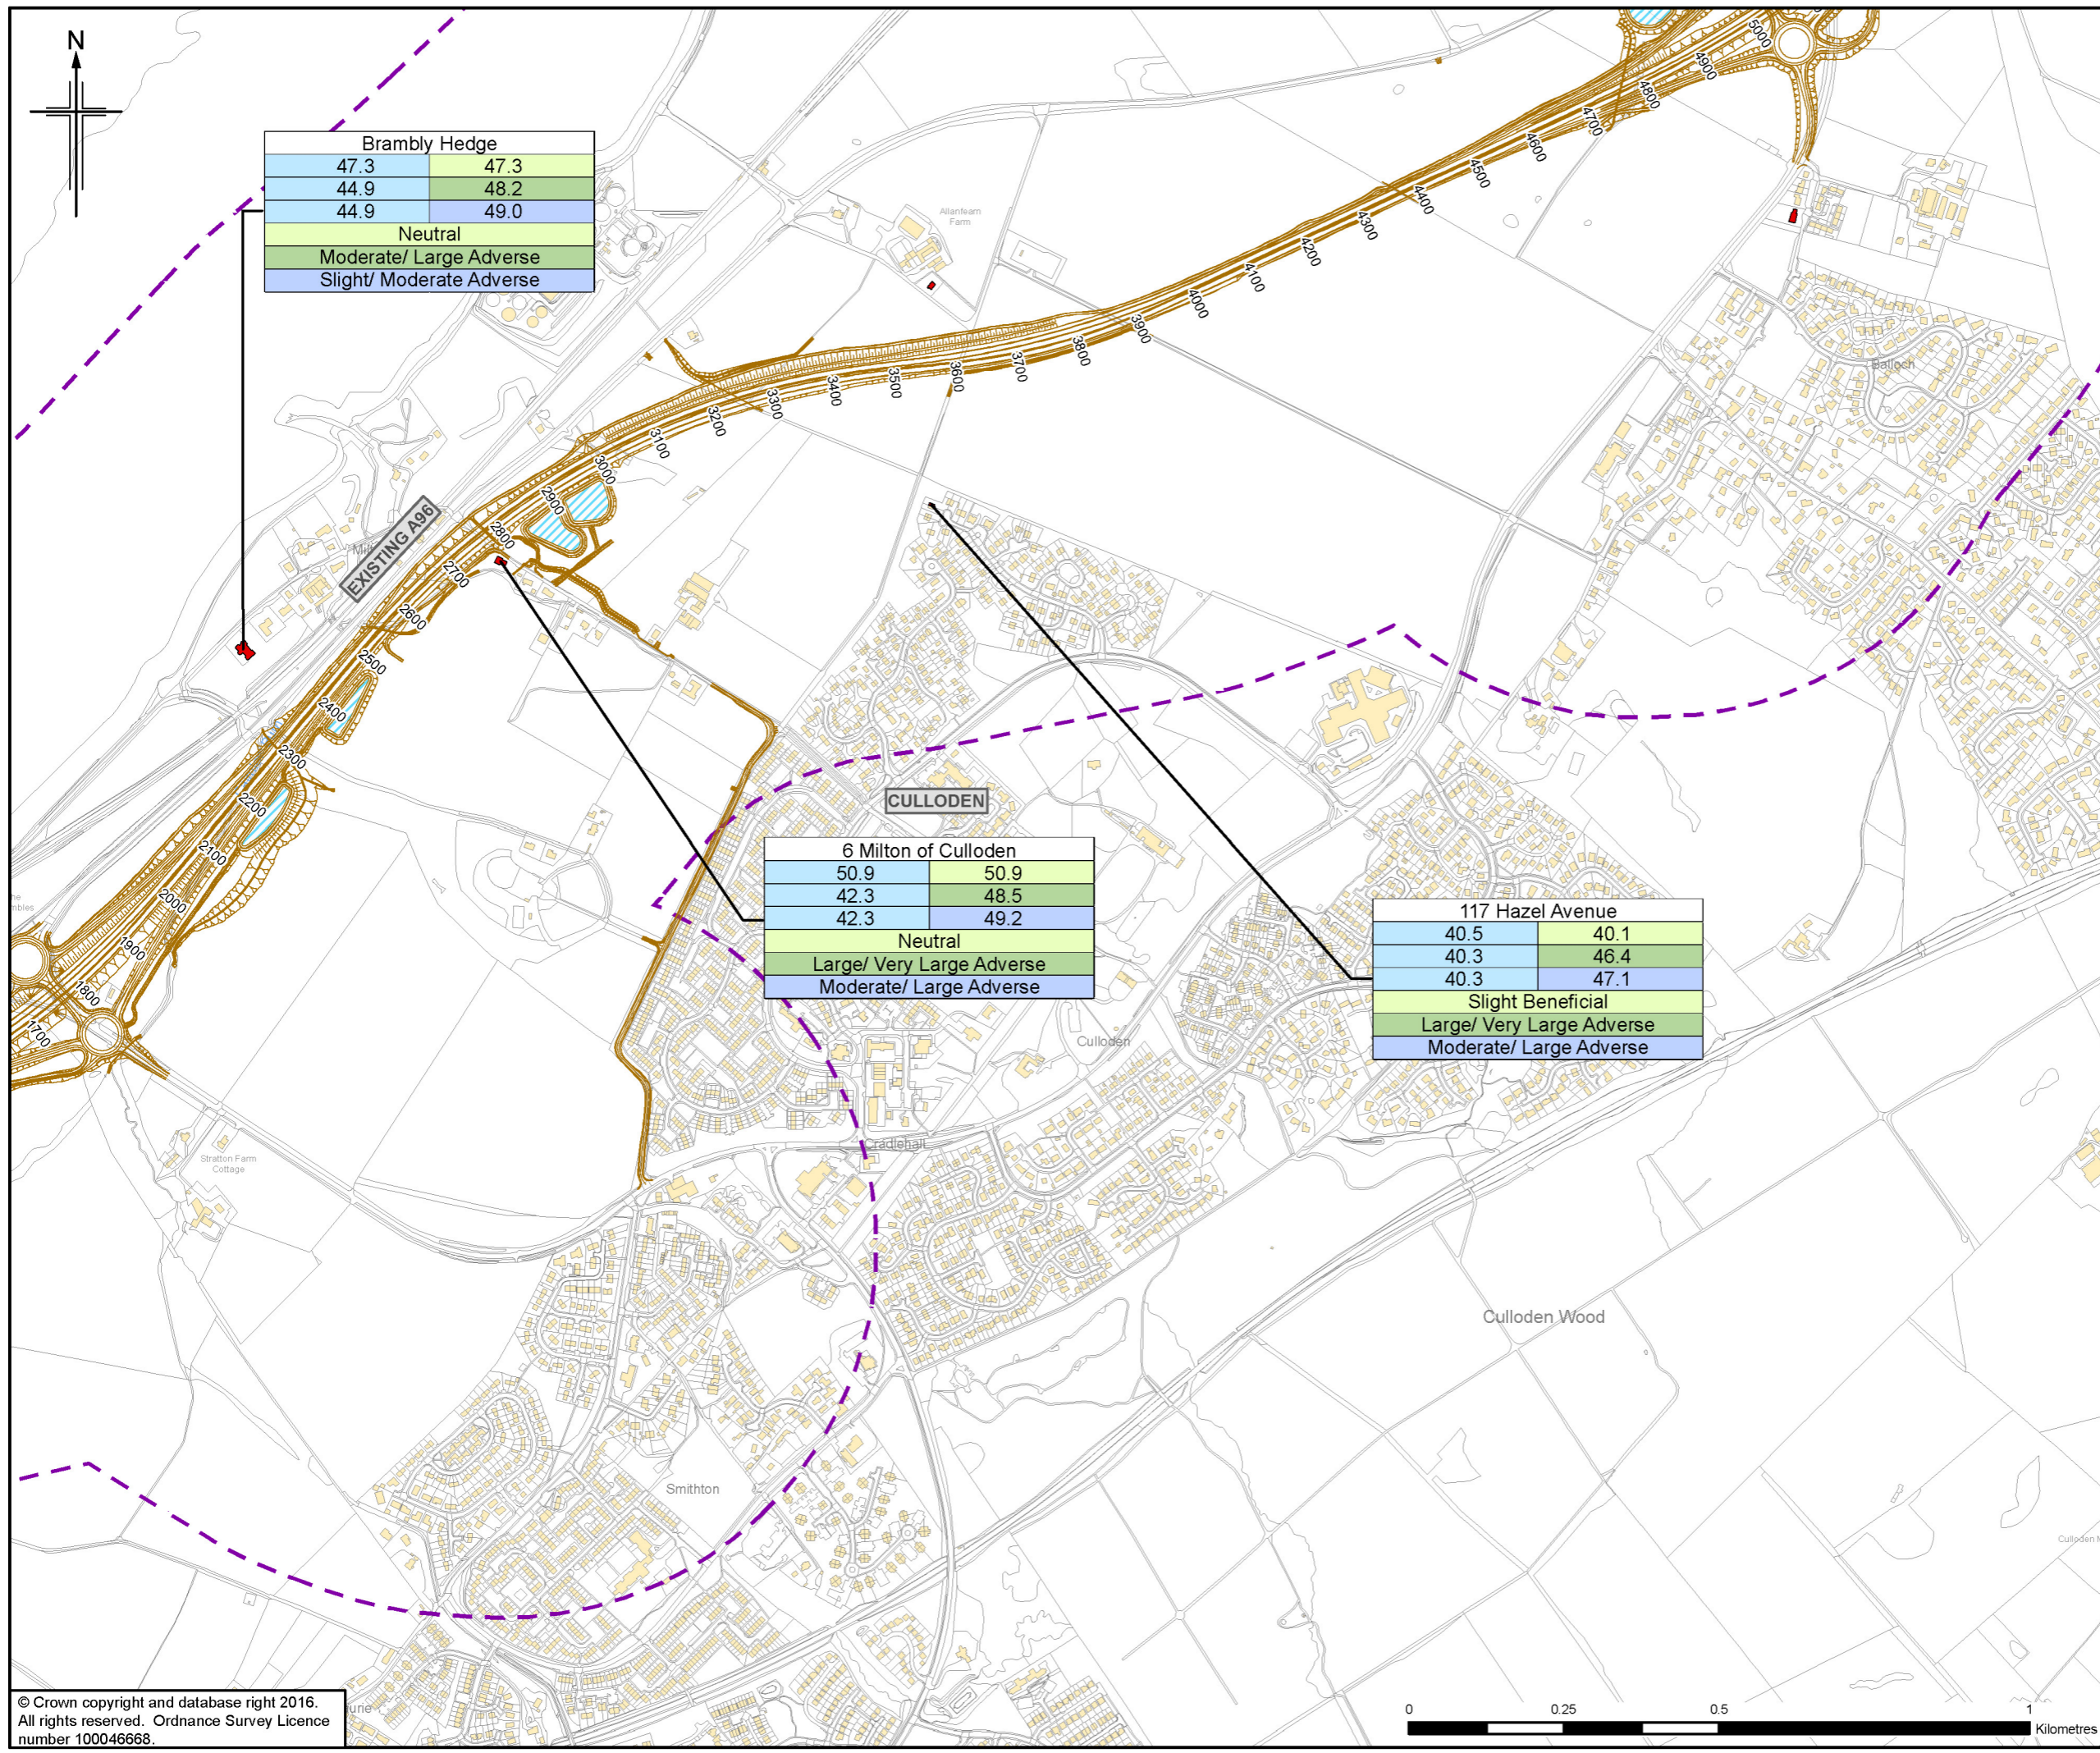 N
Brambly Hedge
47.3 47.3
44.9 48.2
44.9 49.0
Neutral
Moderate/ Large Adverse
Slight/ Moderate Adverse
Allanfearn
Farm
5000
4900
4800
4700
4600
4500
4400
4300
4200
4100
4000
3900
3800
3700
3600
3500
3400
3300
3200
3100
3000
2900
2800
2700
2600
2500
2400
2300
2200
2100
2000
1900
1800
1700
Balloch
EXISTING A96
CULLODEN
6 Milton of Culloden
50.9 50.9
42.3 48.5
42.3 49.2
Neutral
Large/ Very Large Adverse
Moderate/ Large Adverse
117 Hazel Avenue
40.5 40.1
40.3 46.4
40.3 47.1
Slight Beneficial
Large/ Very Large Adverse
Moderate/ Large Adverse
Culloden
Cradlehall
Stratton Farm
Cottage
Culloden Wood
Smithton
© Crown copyright and database right 2016.
All rights reserved. Ordnance Survey Licence
number 100046668.
0 0.25 0.5 1
Kilometres